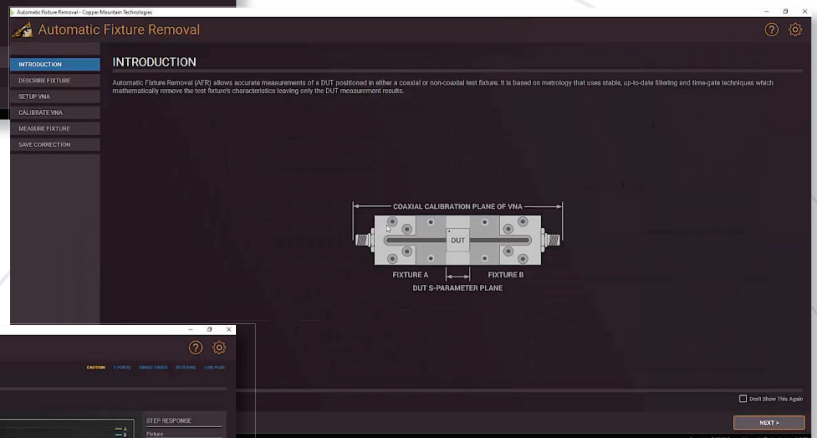 Automatic Fixture Removal - Copper Mountain Technologies
Automatic Fixture Removal
INTRODUCTION
DESCRIBE FIXTURE
SETUP VNA
CALIBRATE VNA
MEASURE FIXTURE
SAVE CORRECTION
INTRODUCTION
Automatic Fixture Removal (AFR) allows accurate measurements of a DUT positioned in either a coaxial or non-coaxial test fixture. It is based on metrology that uses stable, up-to-date filtering and time-gate techniques which
mathematically remove the test fixture's characteristics leaving only the DUT measurement results.
COAXIAL CALIBRATION PLANE OF VNA
DUT
FIXTURE A
FIXTURE B
DUT S-PARAMETER PLANE
Don't Show This Again
NEXT >
CAUTION
2 PORTS
SINGLE ENDED
LOW PASS
STEP RESPONSE
A
B
Fixture